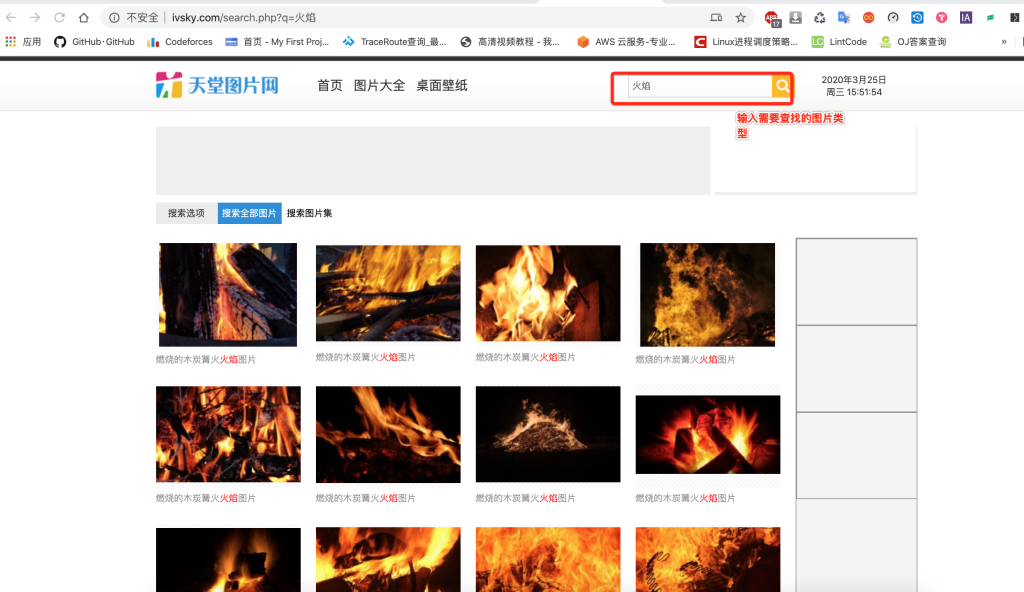 不安全 ivsky.com/search.php?q=火焰
应用 GitHub·GitHub Codeforces 首页 - My First Proj... TraceRoute查询_最... 高清视频教程 - 我... AWS 云服务-专业... Linux进程调度策略... LintCode OJ答案查询 »
天堂图片网 首页 图片大全 桌面壁纸 火焰 2020年3月25日
周三 15:51:54
输入需要查找的图片类
型
搜索选项 搜索全部图片 搜索图片集
燃烧的木炭篝火火焰图片 燃烧的木炭篝火火焰图片 燃烧的木炭篝火火焰图片 燃烧的木炭篝火火焰图片
燃烧的木炭篝火火焰图片 燃烧的木炭篝火火焰图片 燃烧的木炭篝火火焰图片 燃烧的木炭篝火火焰图片